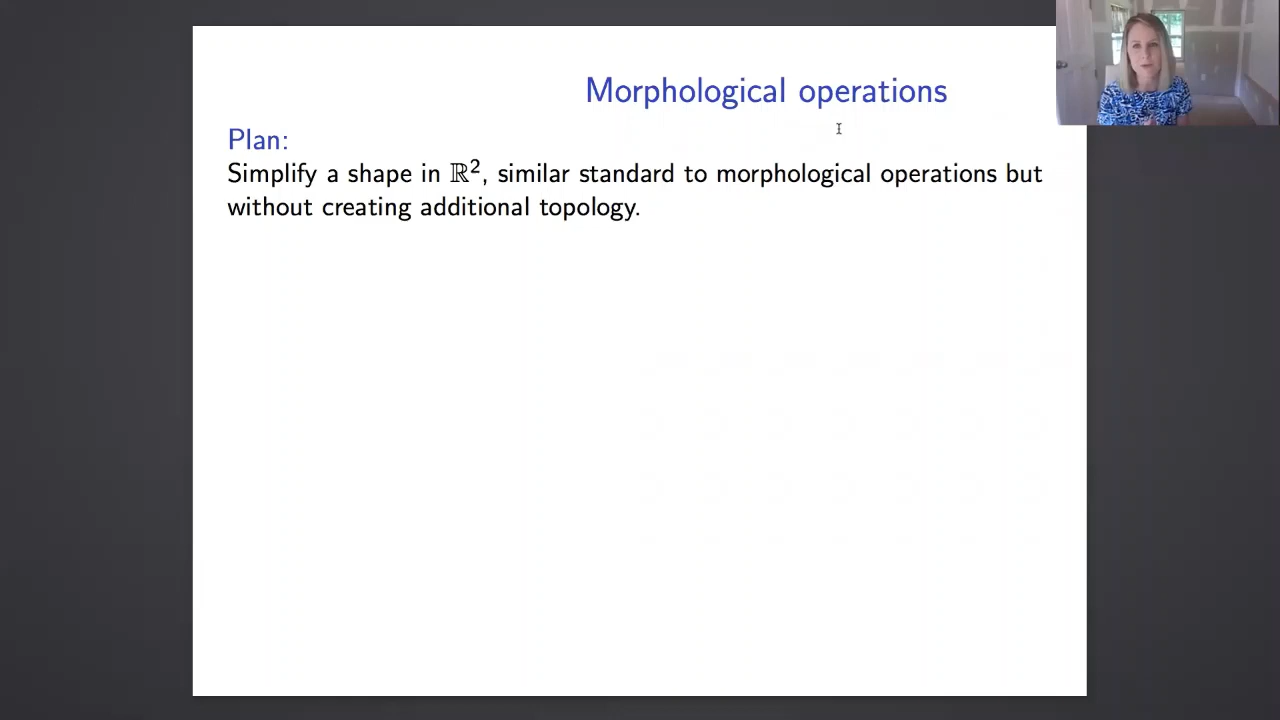 Morphological operations
Plan:
Simplify a shape in ℝ², similar standard to morphological operations but
without creating additional topology.